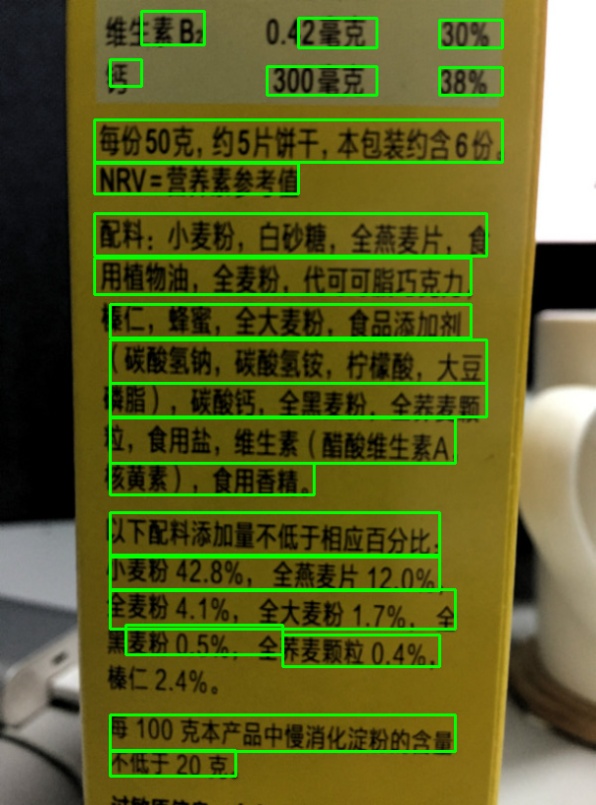 维生素 B₂ 0.42毫克 30%
钙 300毫克 38%
每份50克，约5片饼干，本包装约含6份。
NRV=营养素参考值
配料：小麦粉，白砂糖，全燕麦片，食
用植物油，全麦粉，代可可脂巧克力，
榛仁，蜂蜜，全大麦粉，食品添加剂
（碳酸氢钠，碳酸氢铵，柠檬酸，大豆
磷脂），碳酸钙，全黑麦粉，全荞麦颗
粒，食用盐，维生素（醋酸维生素A，
核黄素），食用香精。
以下配料添加量不低于相应百分比，
小麦粉 42.8%， 全燕麦片 12.0%，
全麦粉 4.1%， 全大麦粉 1.7%， 全
黑麦粉 0.5%， 全荞麦颗粒 0.4%，
榛仁 2.4%。
每 100 克本产品中慢消化淀粉的含量
不低于 20 克。